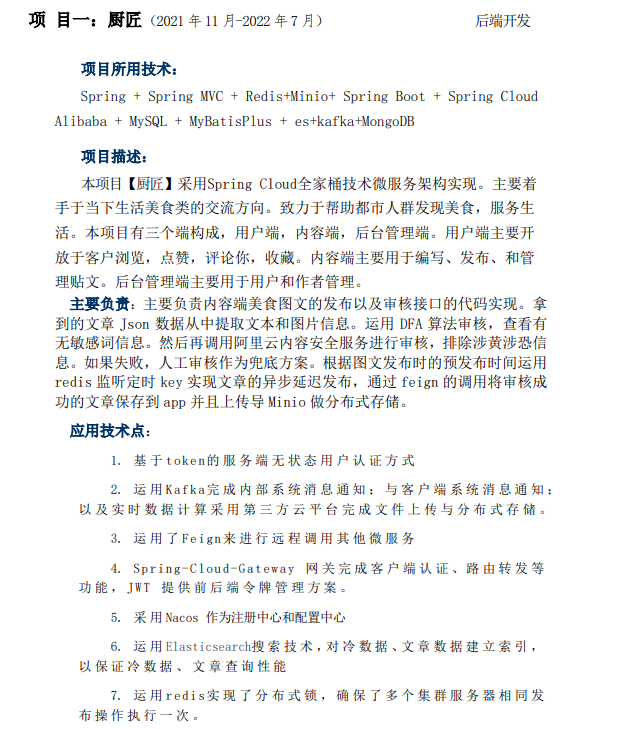 项 目一：厨匠（2021 年 11 月-2022 年 7 月） 后端开发
项目所用技术：
Spring + Spring MVC + Redis+Minio+ Spring Boot + Spring Cloud
Alibaba + MySQL + MyBatisPlus + es+kafka+MongoDB
项目描述：
本项目【厨匠】采用Spring Cloud全家桶技术微服务架构实现。主要着
手于当下生活美食类的交流方向。致力于帮助都市人群发现美食，服务生
活。本项目有三个端构成，用户端，内容端，后台管理端。用户端主要开
放于客户浏览，点赞，评论你，收藏。内容端主要用于编写、发布、和管
理贴文。后台管理端主要用于用户和作者管理。
主要负责：主要负责内容端美食图文的发布以及审核接口的代码实现。拿
到的文章 Json 数据从中提取文本和图片信息。运用 DFA 算法审核，查看有
无敏感词信息。然后再调用阿里云内容安全服务进行审核，排除涉黄涉恐信
息。如果失败，人工审核作为兜底方案。根据图文发布时的预发布时间运用
redis 监听定时 key 实现文章的异步延迟发布，通过 feign 的调用将审核成
功的文章保存到 app 并且上传导 Minio 做分布式存储。
应用技术点：
1. 基于token的服务端无状态用户认证方式
2. 运用Kafka完成内部系统消息通知；与客户端系统消息通知；
以及实时数据计算采用第三方云平台完成文件上传与分布式存储。
3. 运用了Feign来进行远程调用其他微服务
4. Spring-Cloud-Gateway 网关完成客户端认证、路由转发等
功能，JWT 提供前后端令牌管理方案。
5. 采用Nacos 作为注册中心和配置中心
6. 运用Elasticsearch搜索技术，对冷数据、文章数据建立索引，
以保证冷数据、文章查询性能
7. 运用redis实现了分布式锁，确保了多个集群服务器相同发
布操作执行一次。